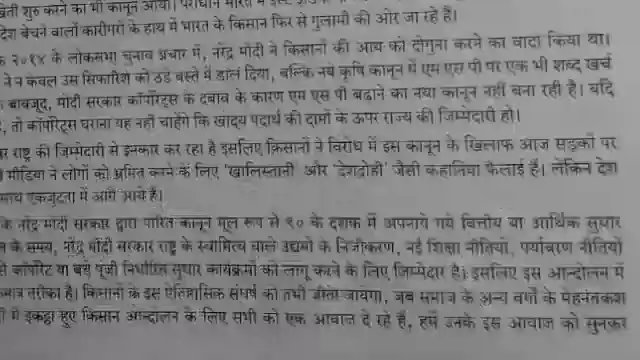 खेती शुरु करने का भी कानून आया। पराधीन भारत में
देश बेचने वालों कारीगरों के हाथ में भारत के किसान फिर से गुलामी की ओर जा रहे है।
२०१४ के लोकसभा चुनाव प्रचार में, नरेंद्र मोदी ने किसानों की आय को दोगुना करने का वादा किया था।
ने न केवल उस सिफारिश को ठंडे बस्ते में डाल दिया, बल्कि नये कृषि कानून में एम एस पी पर एक भी शब्द खर्च
बावजूद, मोदी सरकार कॉर्पोरेट्स के दबाव के कारण एम एस पी बढाने का नया कानून नहीं बना रही है। यदि
है, तो कॉर्पोरेट्स घराना यह नहीं चाहेंगे कि खाद्य पदार्थ की दामों के ऊपर राज्य की जिम्मेदारी हो।
राष्ट्र की जिम्मेदारी से इनकार कर रहा है इसलिए किसानों ने विरोध में इस कानून के खिलाफ आज सड़कों पर
मीडिया ने लोगों को भ्रमित करने के लिए 'खालिस्तानी' और 'देशद्रोही' जैसी कहानियां फैलाई हैं। लेकिन देश
साथ एकजुटता में आगे आये है।
कि नरेंद्र मोदी सरकार द्वारा पारित कानून मूल रूप से ९० के दशक में अपनाये गये वित्तीय या आर्थिक सुधार
के समय, नरेंद्र मोदी सरकार राष्ट्र के स्वामित्व वाले उद्यमों के निजीकरण, नई शिक्षा नीतियों, पर्यावरण नीतियों
कॉर्पोरेट या बड़े पूंजी निर्धारित सुधार कार्यक्रमों को लागू करने के लिए जिम्मेदार है। इसलिए इस आन्दोलन में
तरीका है। किसानों के इस ऐतिहासिक संघर्ष को तभी जीता जायेगा, जब समाज के अन्य वर्गों के मेहनतकश
में इकट्ठा हुए किसान आन्दोलन के लिए सभी को एक आवाज दे रहे है, हमें उनके इस आवाज को सुनकर